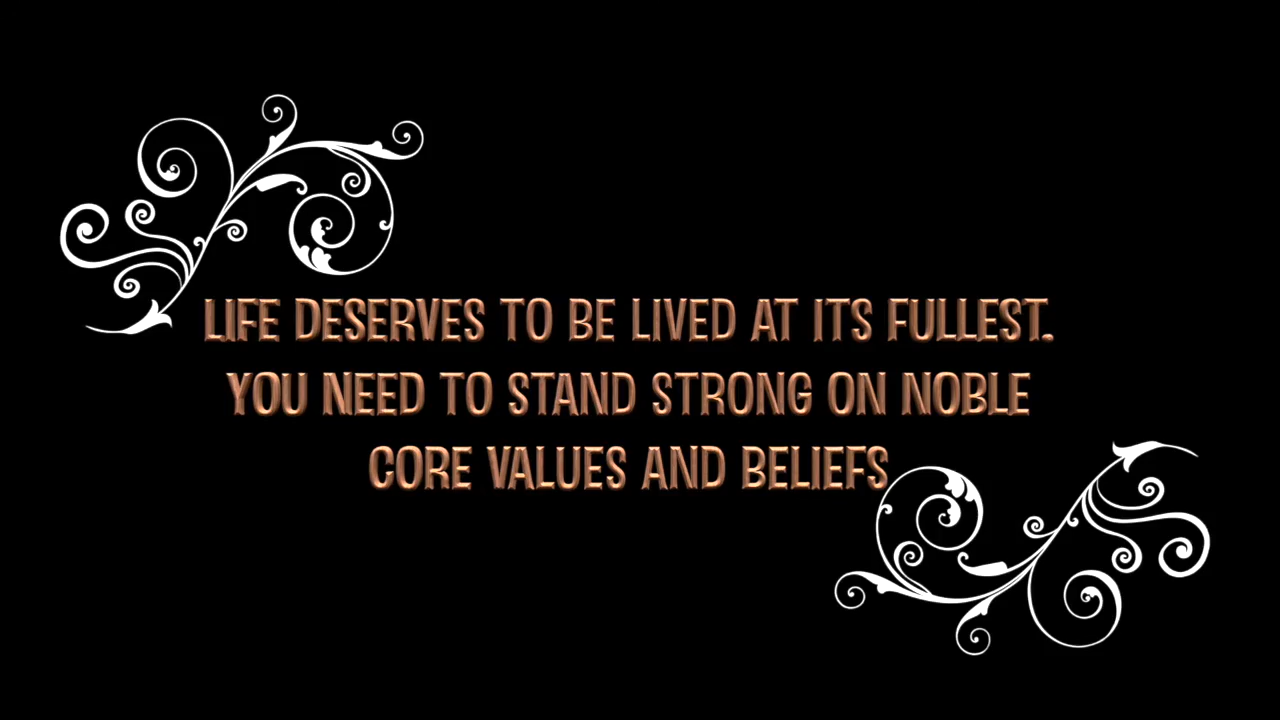 LIFE DESERVES TO BE LIVED AT ITS FULLEST.
YOU NEED TO STAND STRONG ON NOBLE
CORE VALUES AND BELIEFS